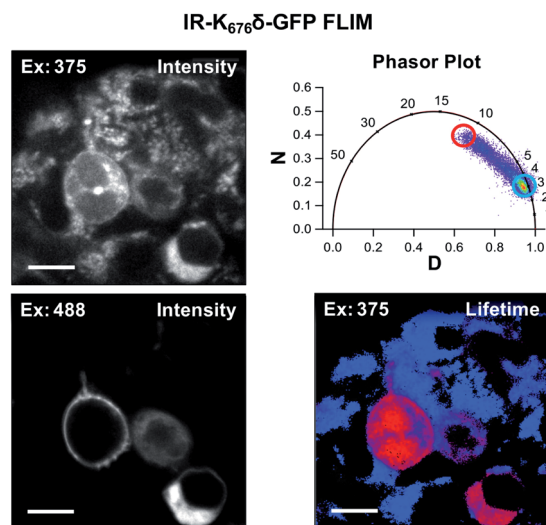 IR-K676δ-GFP FLIM
Ex: 375 Intensity
Phasor Plot
0.6
0.5
0.4
0.3
0.2
0.1
0.0
N
50
30
20
15
10
5
4
3
2
0.0 0.2 0.4 0.6 0.8 1.0
D
Ex: 488 Intensity
Ex: 375 Lifetime